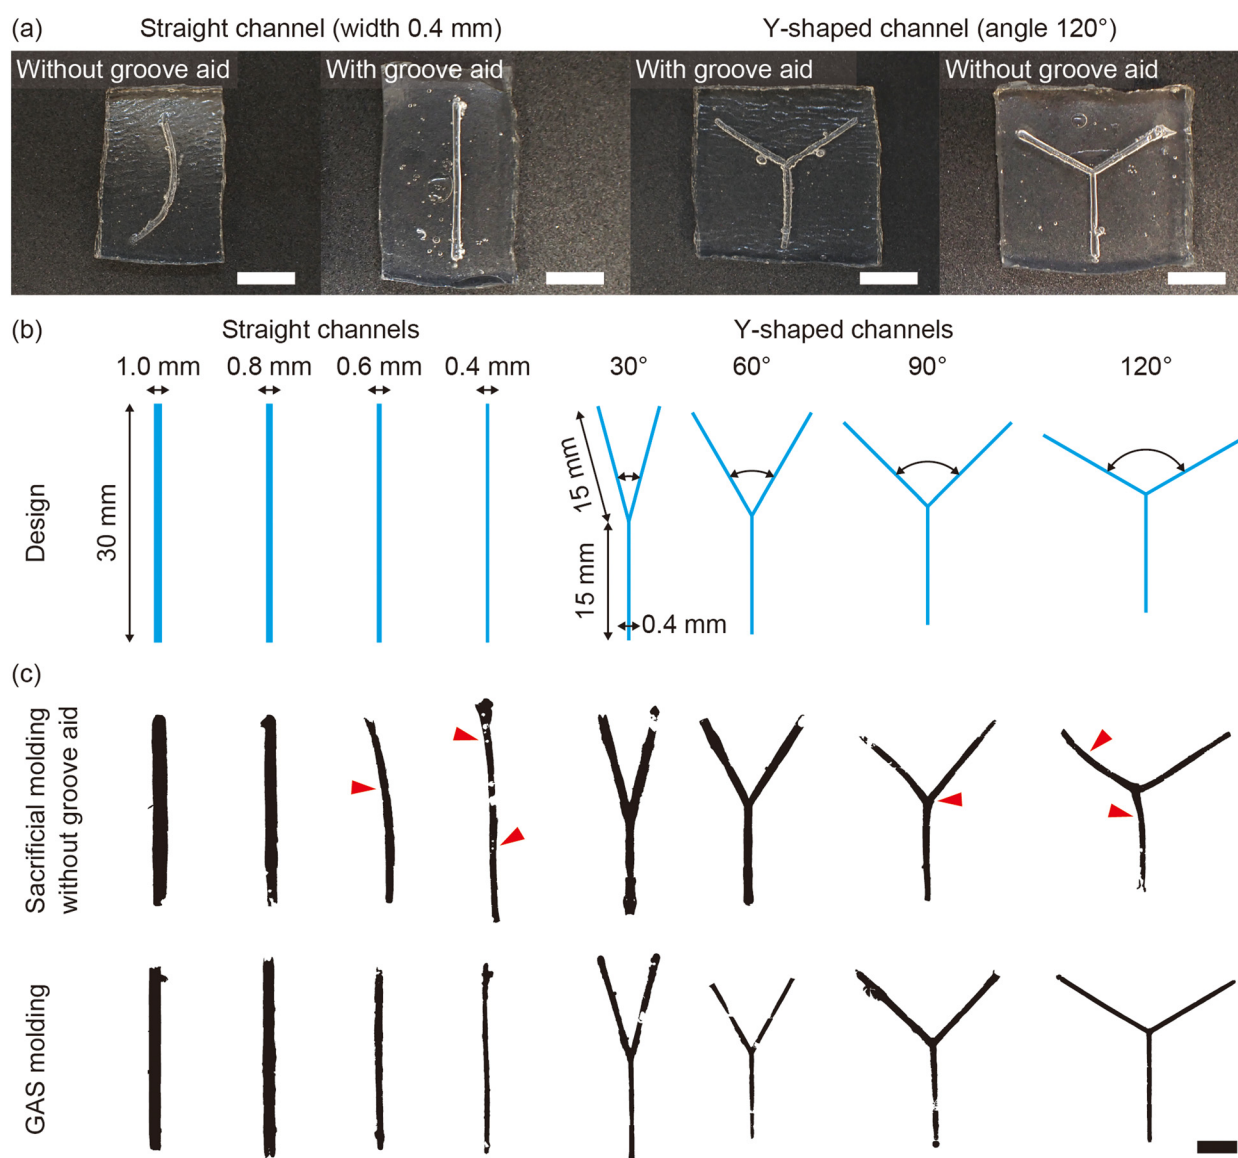 (a)
Straight channel (width 0.4 mm)
Y-shaped channel (angle 120°)
Without groove aid
With groove aid
With groove aid
Without groove aid
(b)
Straight channels
Y-shaped channels
1.0 mm
0.8 mm
0.6 mm
0.4 mm
30°
60°
90°
120°
Design
30 mm
15 mm
15 mm
0.4 mm
(c)
Sacrificial molding
without groove aid
GAS molding